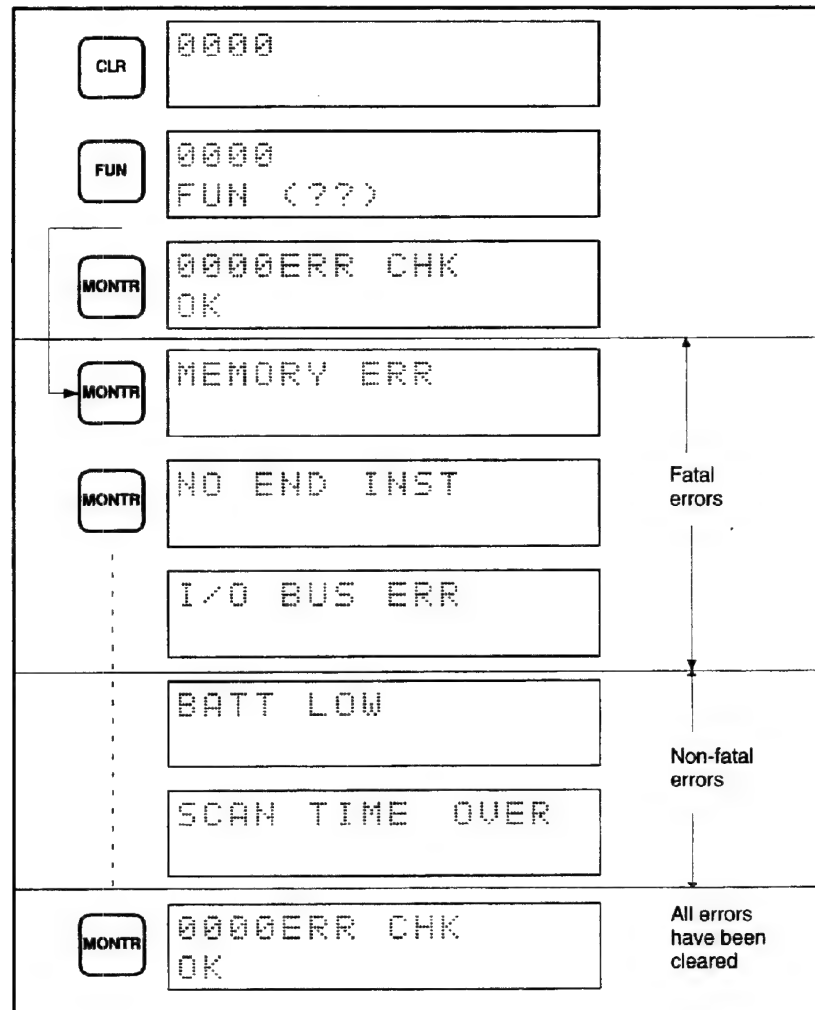 CLR
0000
FUN
0000
FUN (??)
MONTR
0000ERR CHK
OK
MONTR
MEMORY ERR
MONTR
NO END INST
Fatal
errors
I/O BUS ERR
BATT LOW
Non-fatal
errors
SCAN TIME OVER
MONTR
0000ERR CHK
OK
All errors
have been
cleared